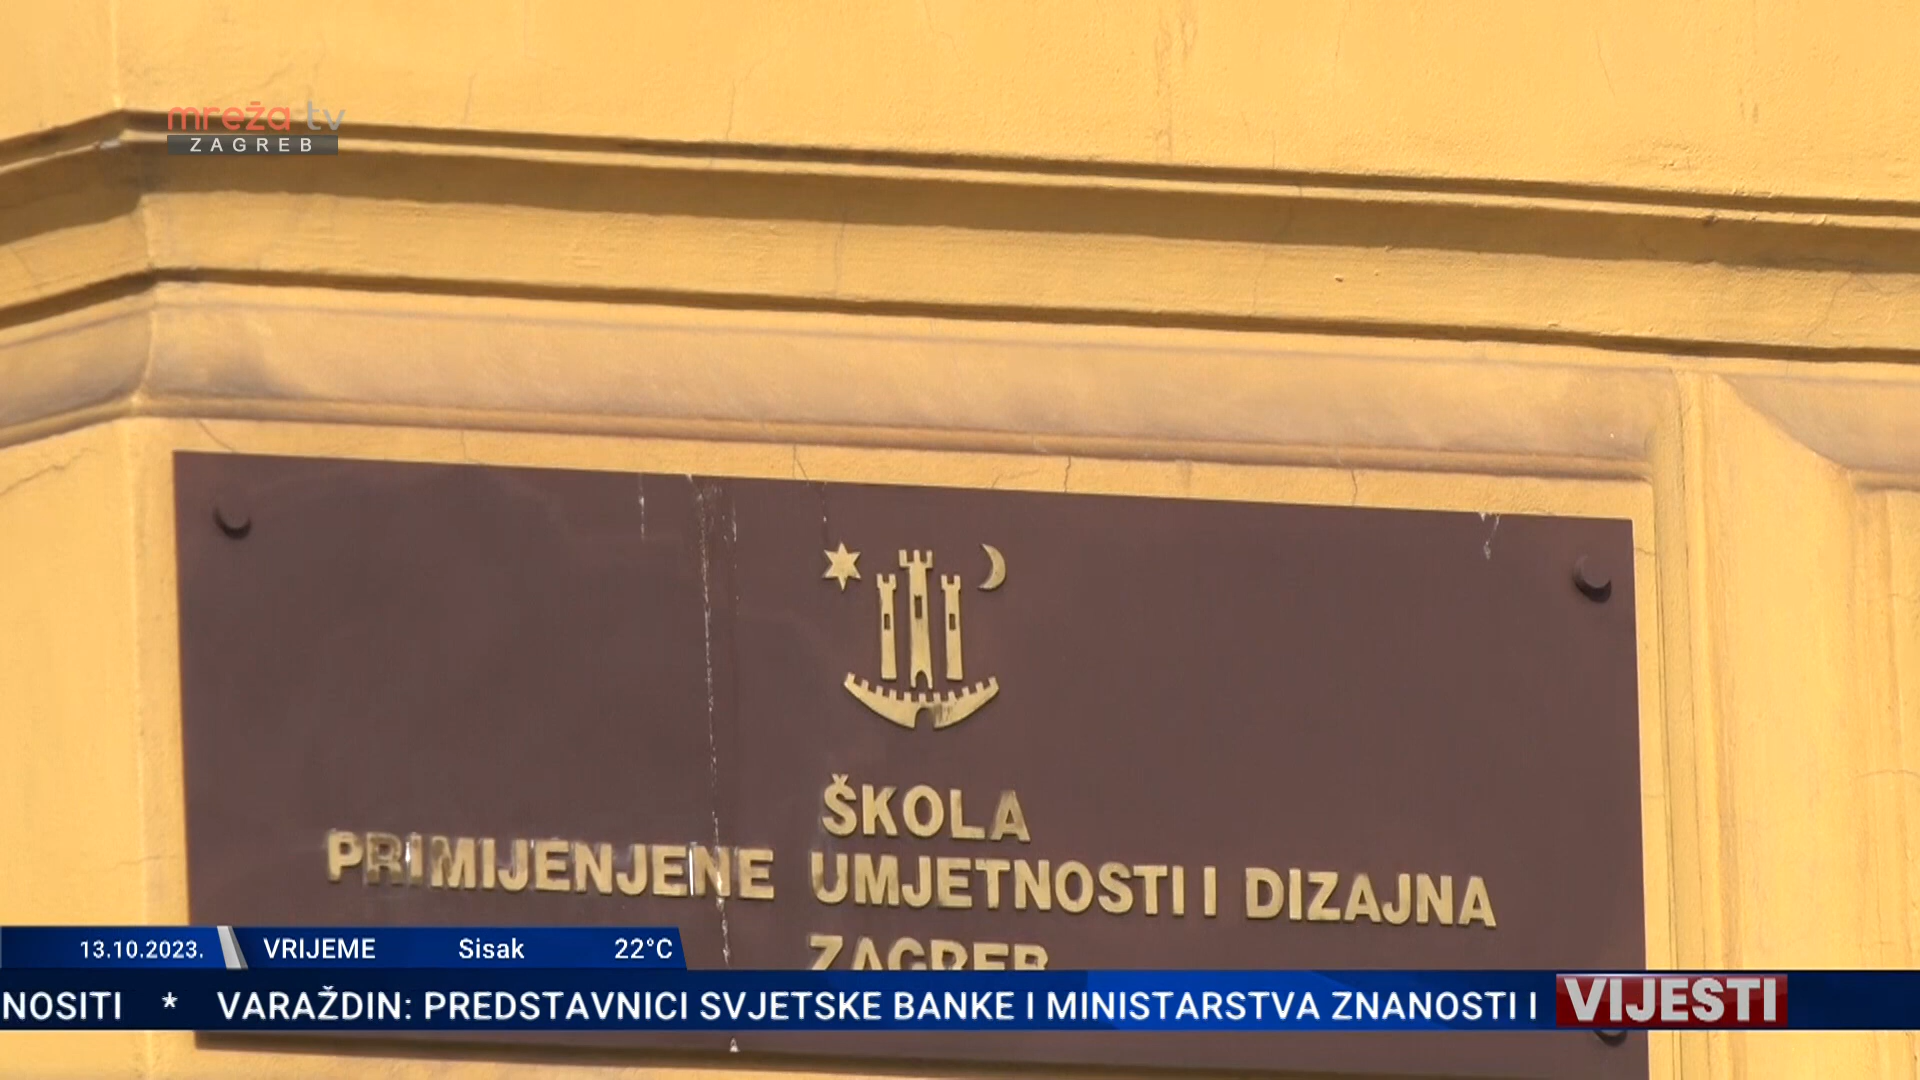 mreža tv
ZAGREB
ŠKOLA
PRIMIJENJENE UMJETNOSTI I DIZAJNA
ZAGREB
13.10.2023. VRIJEME Sisak 22°C
NOSITI * VARAŽDIN: PREDSTAVNICI SVJETSKE BANKE I MINISTARSTVA ZNANOSTI I VIJESTI